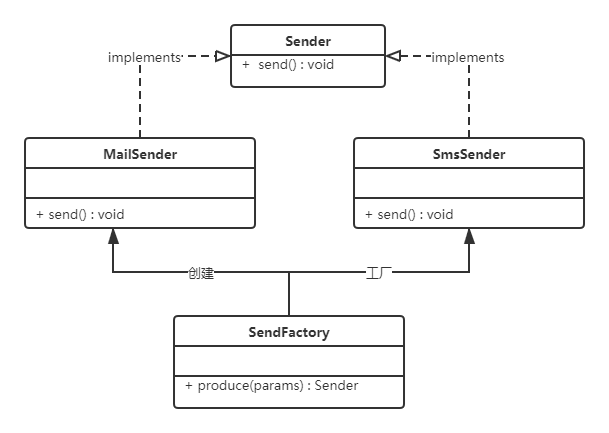 Sender
+ send() : void
implements
implements
MailSender
+ send() : void
SmsSender
+ send() : void
创建
工厂
SendFactory
+ produce(params) : Sender